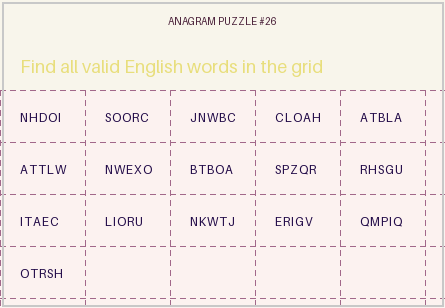 ANAGRAM PUZZLE #26
Find all valid English words in the grid
NHDOI SOORC JNWBC CLOAH ATBLA
ATTLW NWEXO BTBOA SPZQR RHSGU
ITAEC LIORU NKWTJ ERIGV QMPIQ
OTRSH